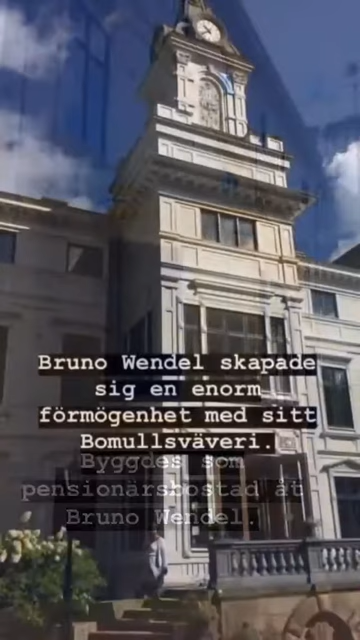 Bruno Wendel skapade
sig en enorm
förmögenhet med sitt
Bomullsväveri.
Byggdes som
pensionärsbostad åt
Bruno Wendel.